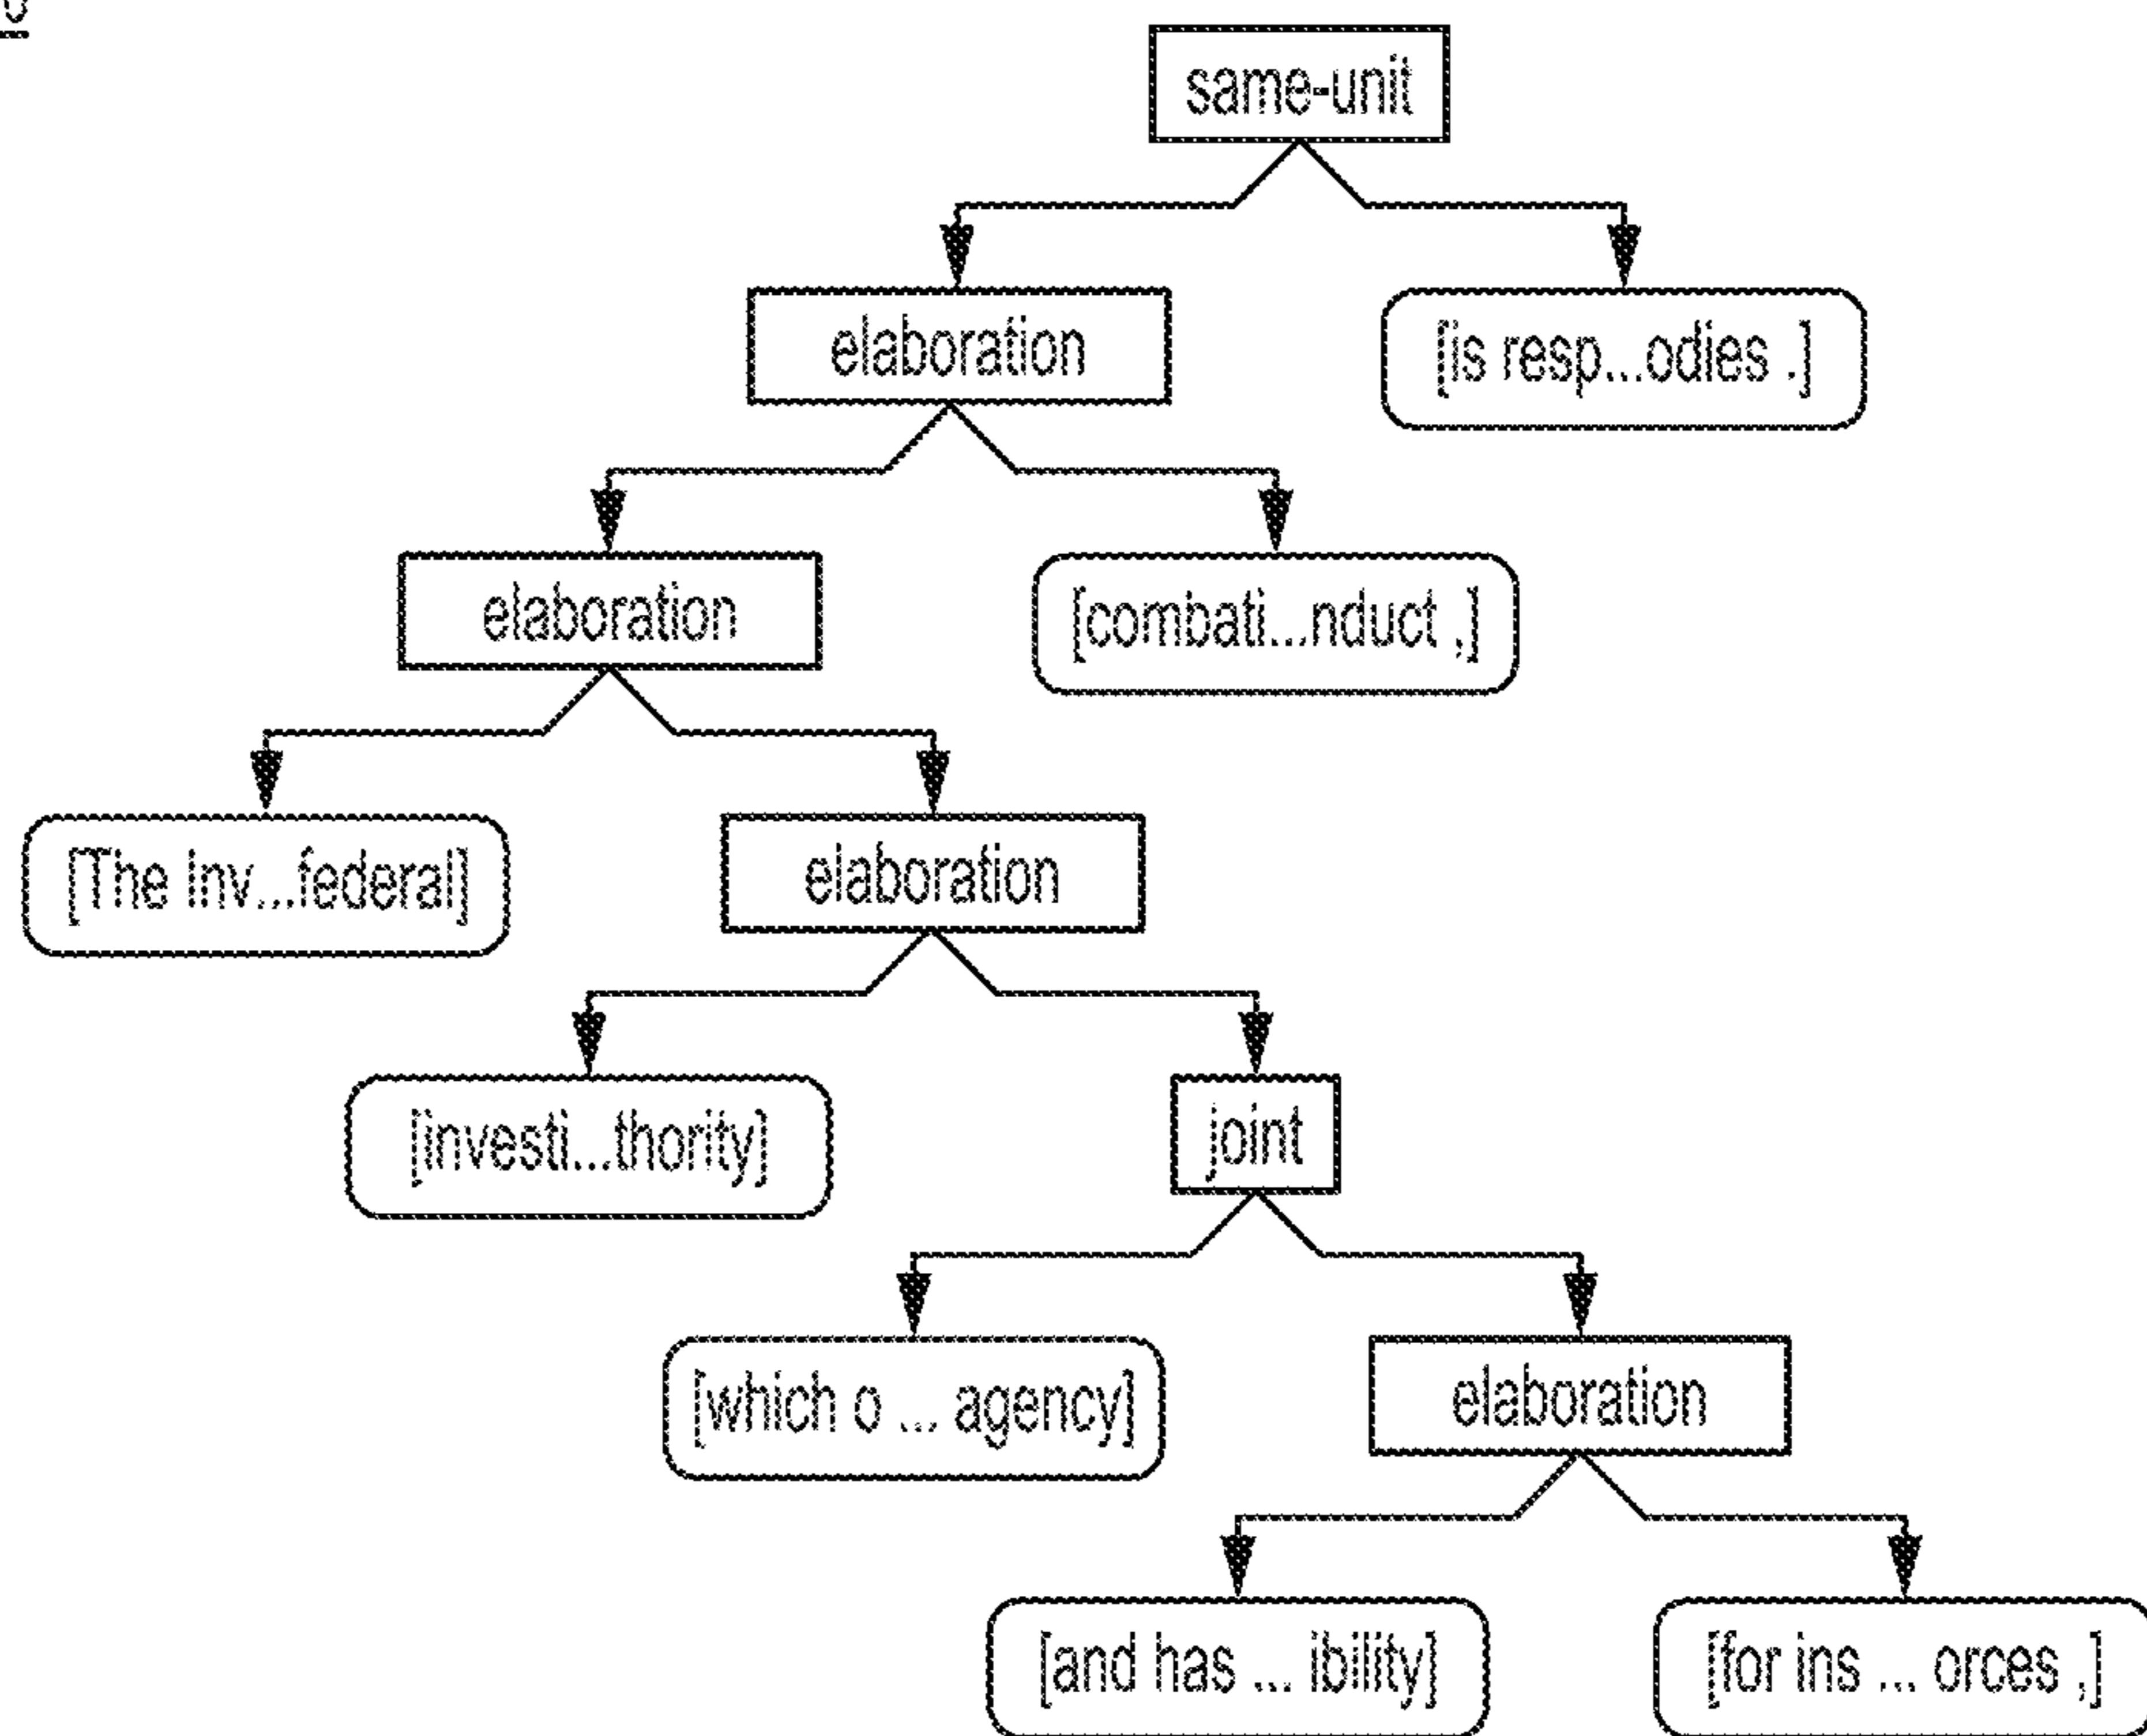 same-unit
elaboration
[is resp...odies .]
elaboration
[combati...nduct ,]
[The Inv...federal]
elaboration
[investi...thority]
joint
[which o ... agency]
elaboration
[and has ... ibility]
[for ins ... orces ,]